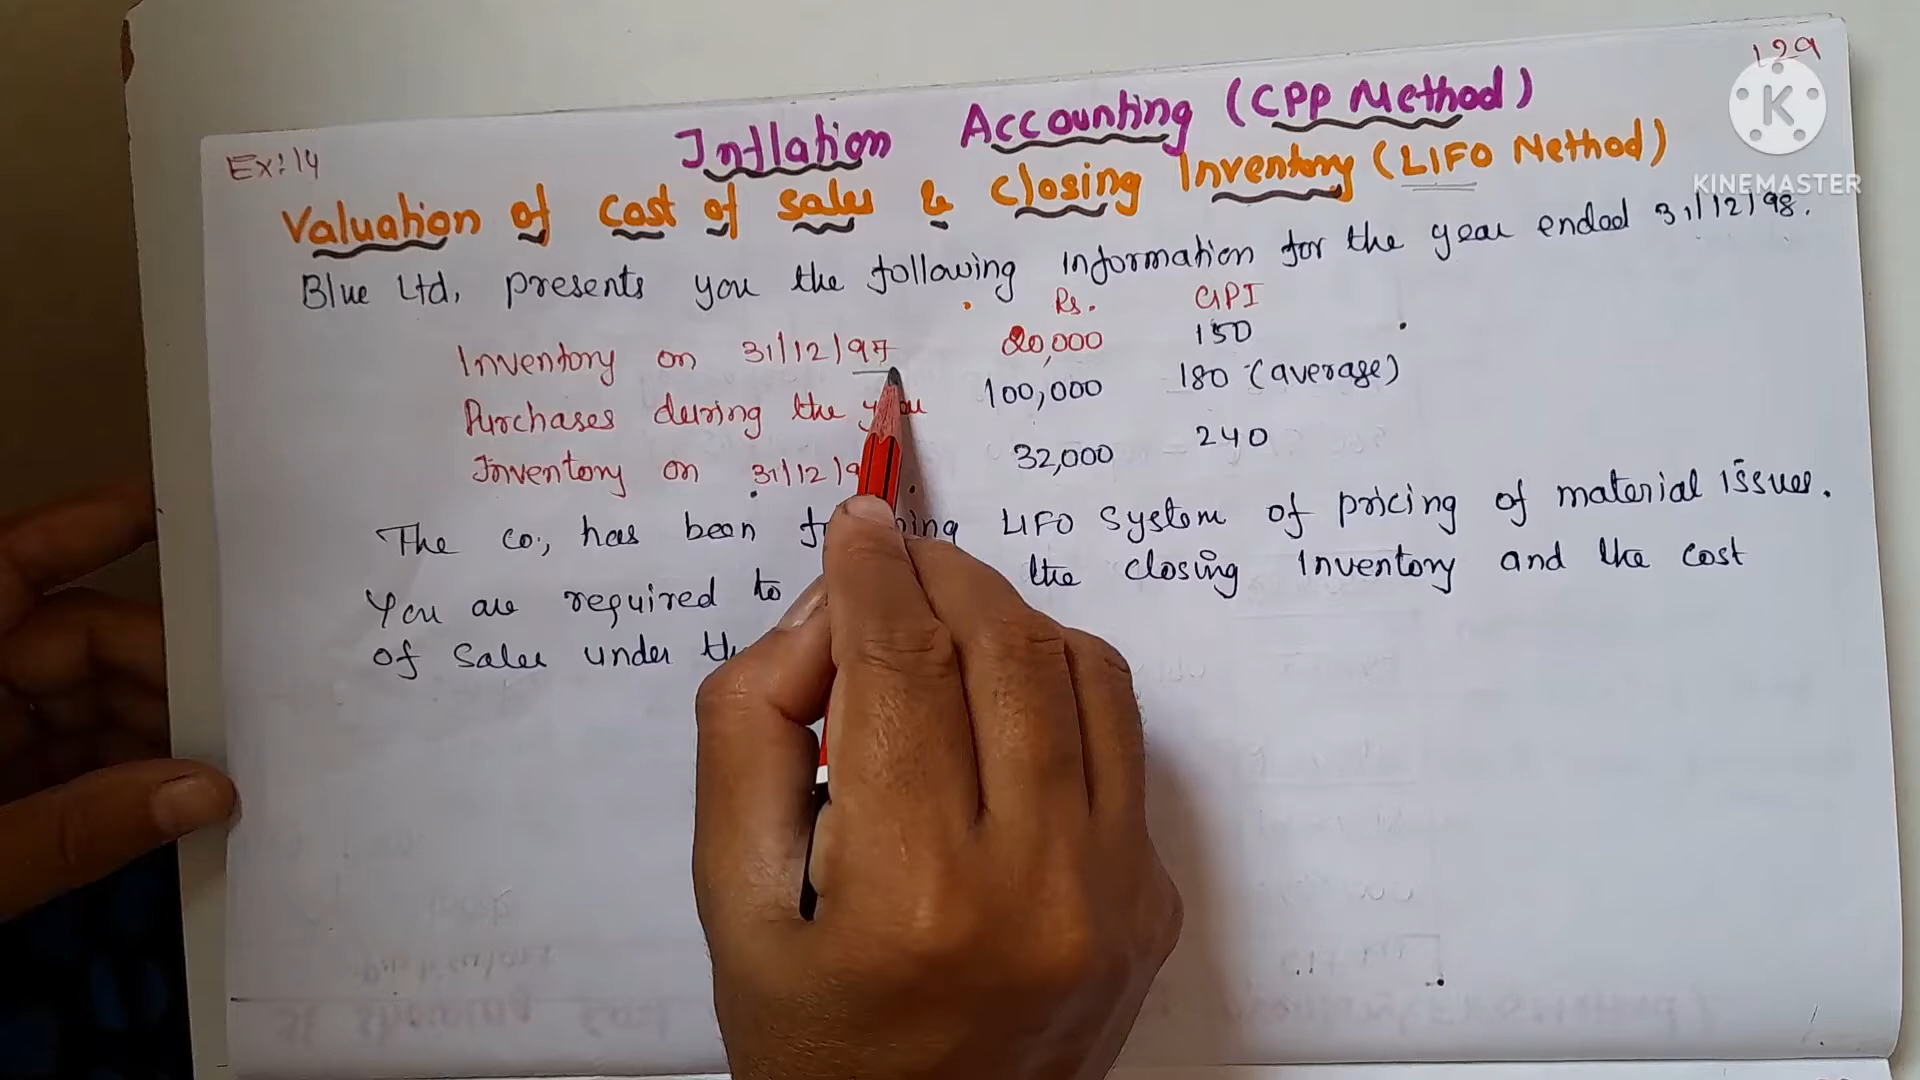 129
K
KINEMASTER
Ex:14
Inflation Accounting (CPP Method)
Valuation of cost of sales & closing Inventory (LIFO Method)
Blue Ltd, presents you the following information for the year ended 31/12/98.
Rs. GPI
Inventory on 31/12/97 20,000 150
Purchases during the 100,000 180 (average)
Inventory on 31/12/9 32,000 240
The co., has been LIFO System of pricing of material issues.
You are required to the closing Inventory and the cost
of Sales under